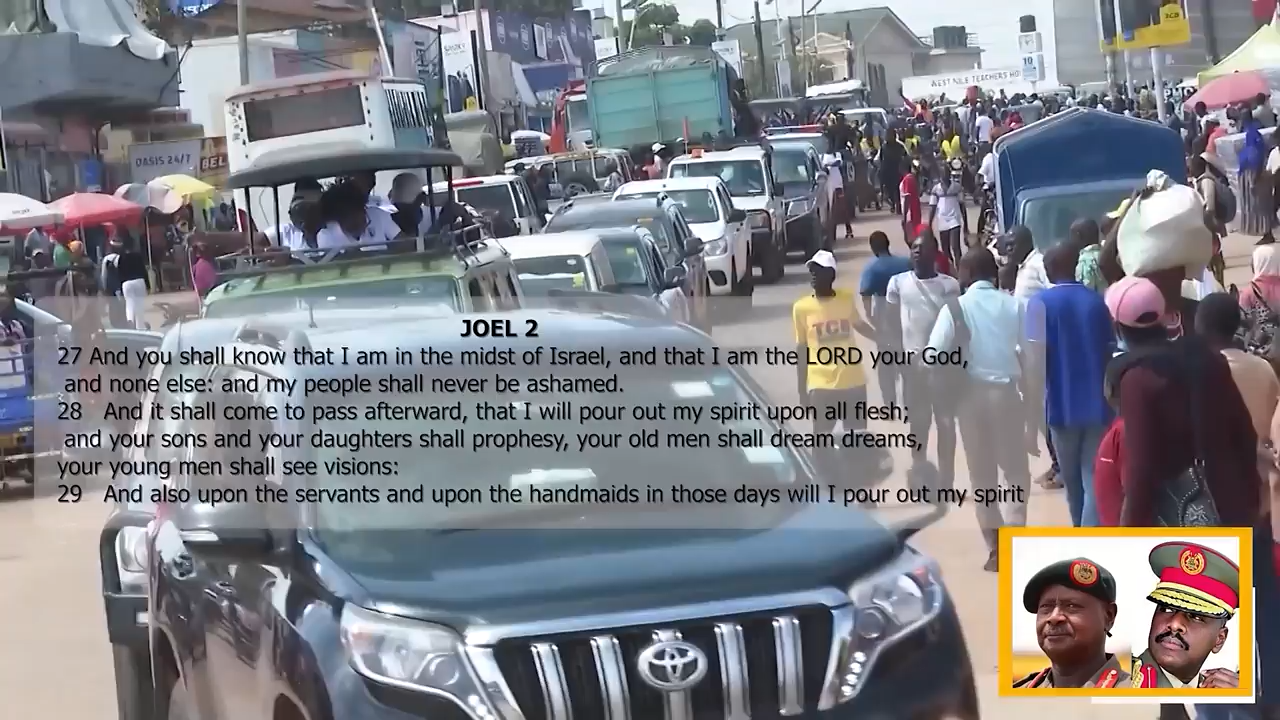 WEST NILE TEACHERS HO
OASIS 24/7
BEL
TCB
JOEL 2
27 And you shall know that I am in the midst of Israel, and that I am the LORD your God,
and none else: and my people shall never be ashamed.
28 And it shall come to pass afterward, that I will pour out my spirit upon all flesh;
and your sons and your daughters shall prophesy, your old men shall dream dreams,
your young men shall see visions:
29 And also upon the servants and upon the handmaids in those days will I pour out my spirit